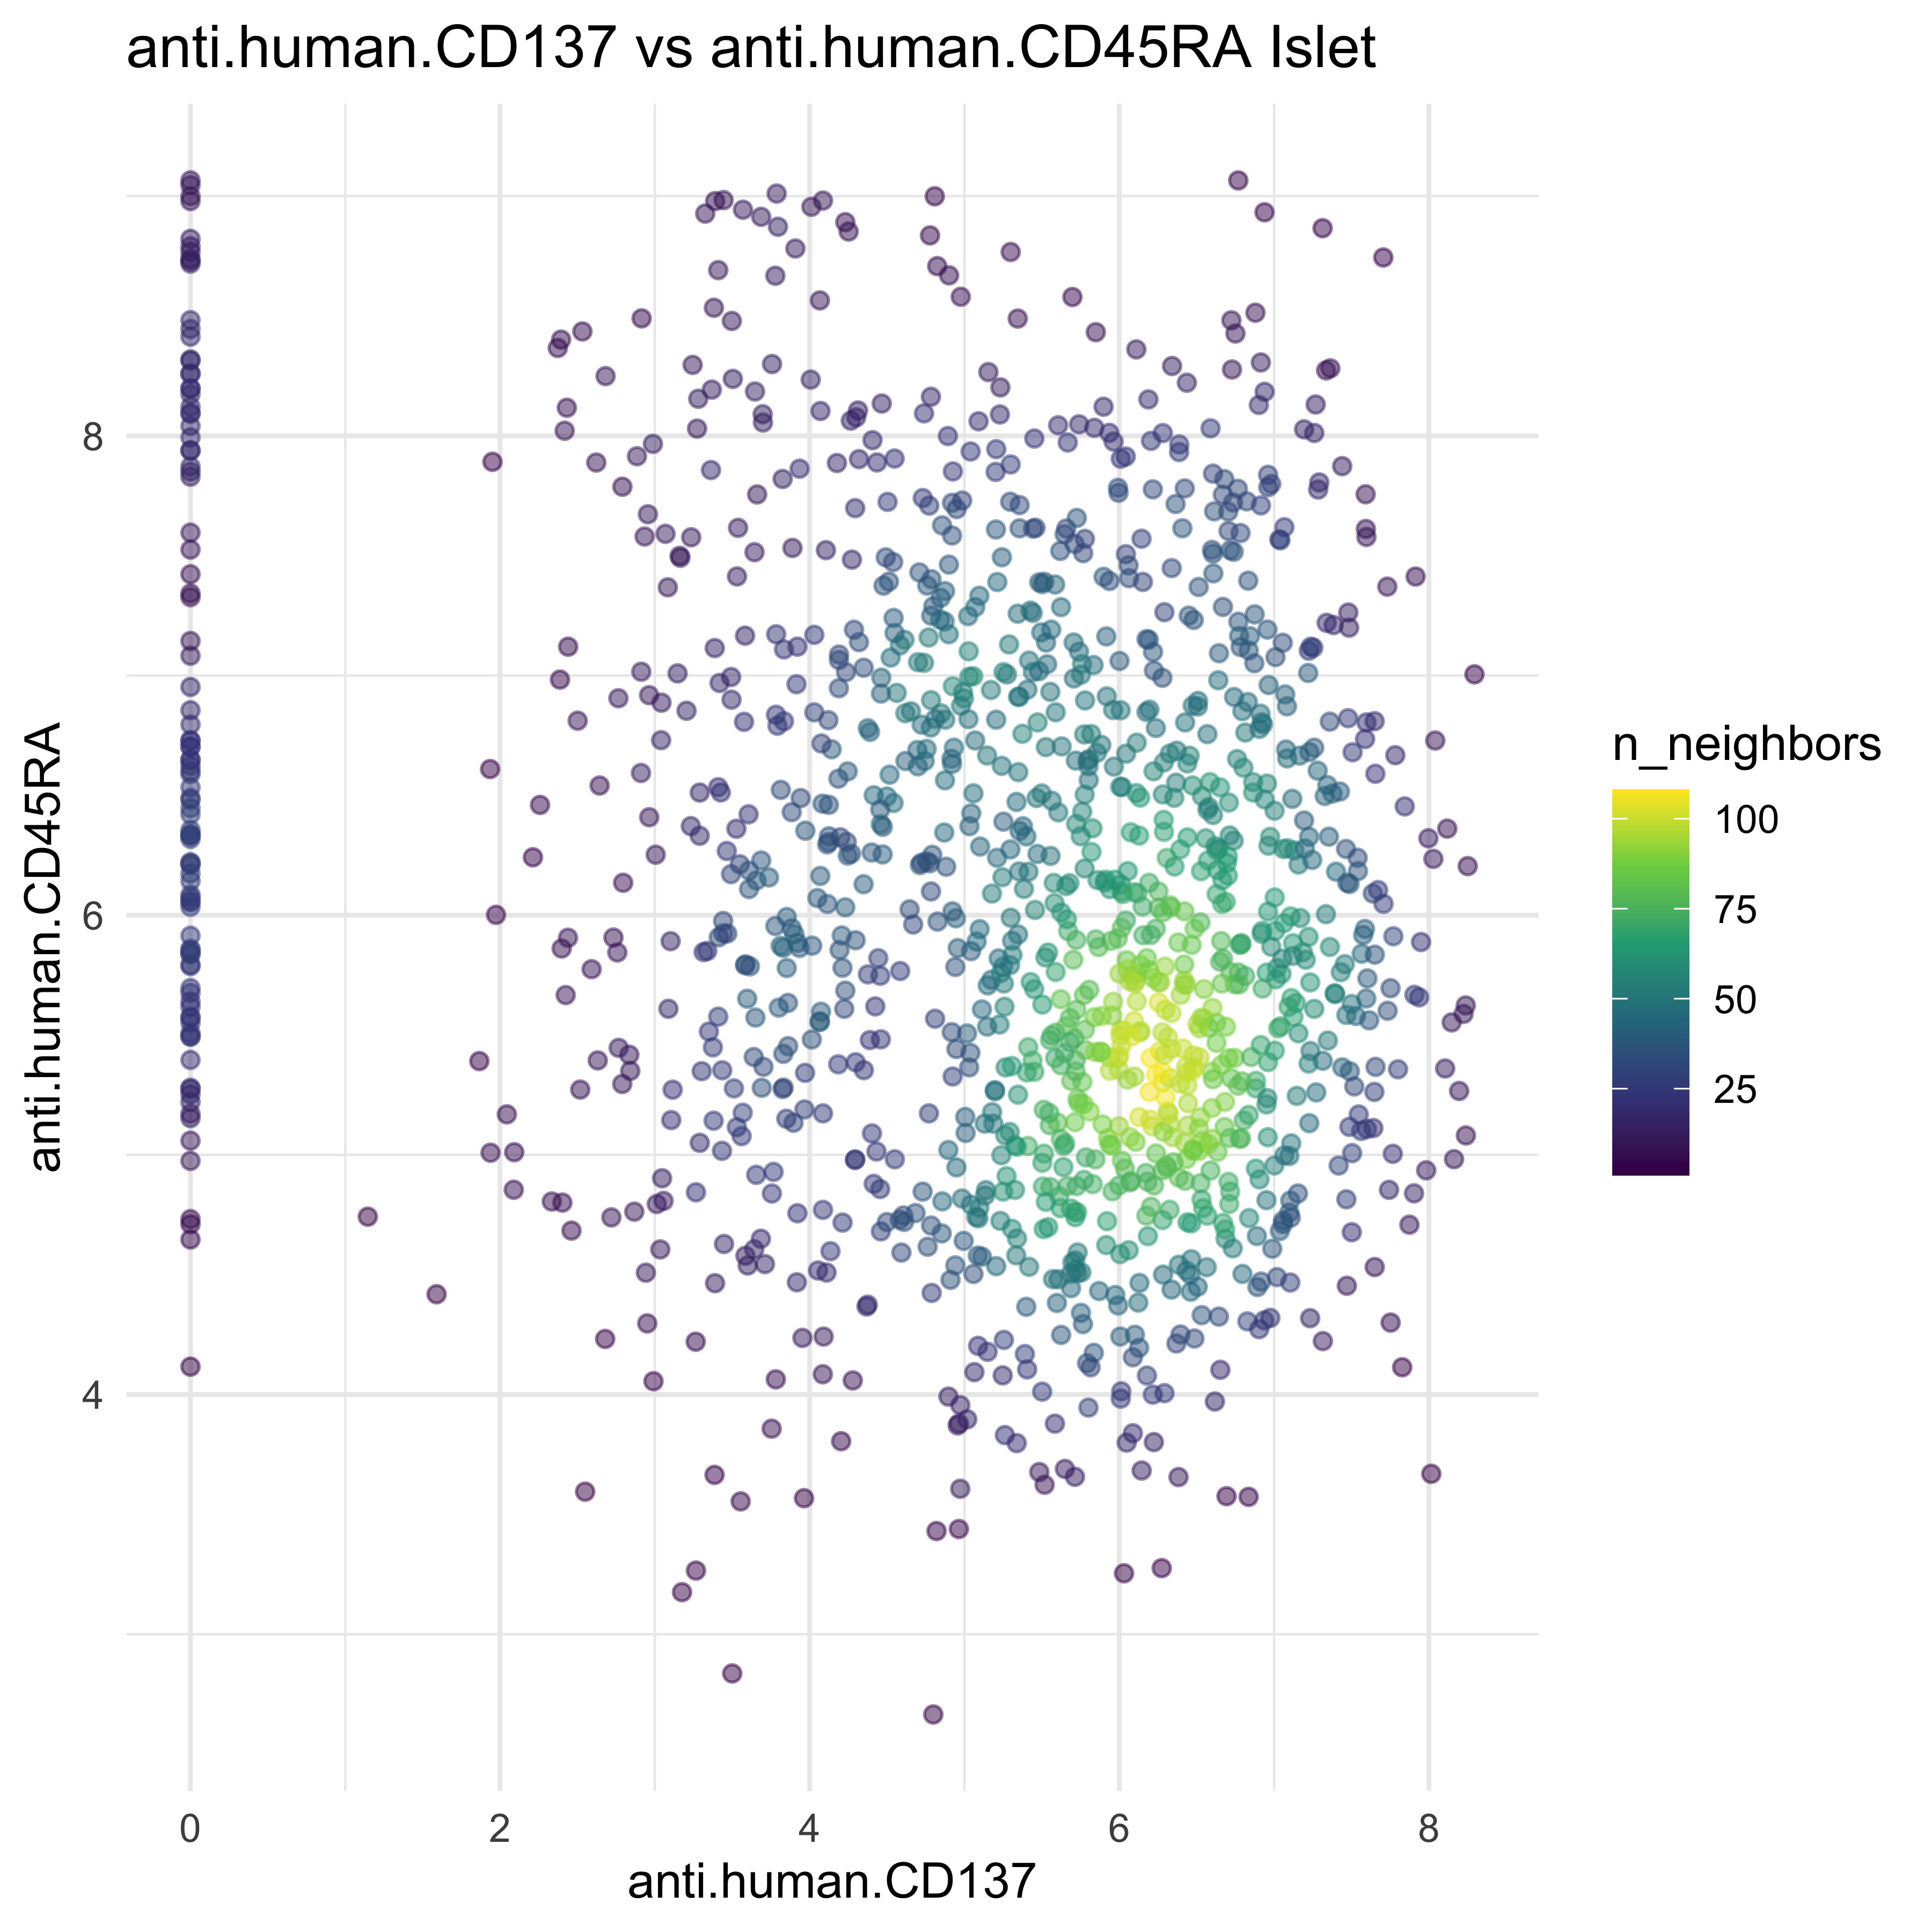 anti.human.CD137 vs anti.human.CD45RA Islet
anti.human.CD45RA
8
6
4
0 2 4 6 8
anti.human.CD137
n_neighbors
100
75
50
25